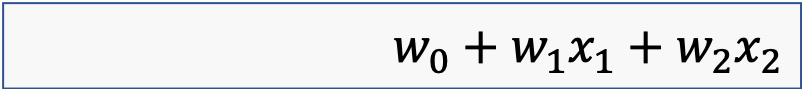 w₀ + w₁x₁ + w₂x₂